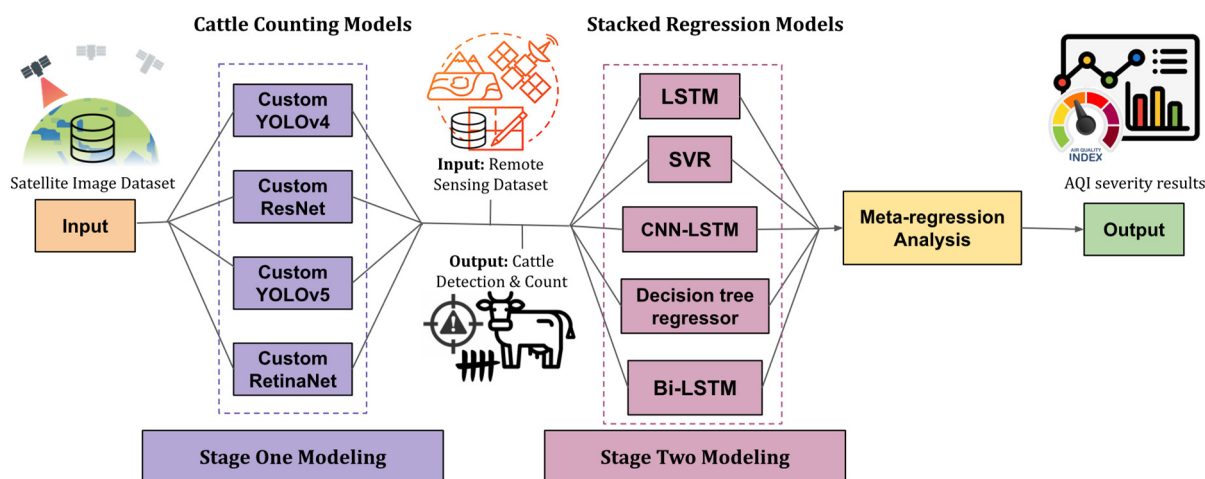 Cattle Counting Models
Stacked Regression Models
Satellite Image Dataset
Input
Custom
YOLOv4
Custom
ResNet
Custom
YOLOv5
Custom
RetinaNet
Stage One Modeling
Input: Remote
Sensing Dataset
Output: Cattle
Detection & Count
LSTM
SVR
CNN-LSTM
Decision tree
regressor
Bi-LSTM
Stage Two Modeling
Meta-regression
Analysis
AIR QUALITY
INDEX
AQI severity results
Output